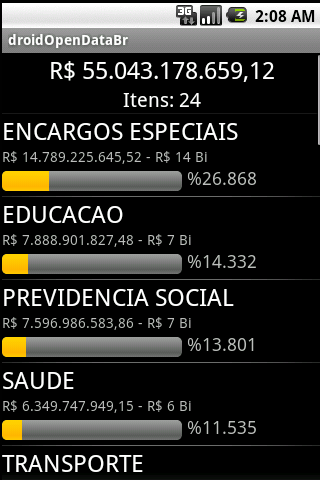 3G 2:08 AM
droidOpenDataBr
R$ 55.043.178.659,12
Itens: 24
ENCARGOS ESPECIAIS
R$ 14.789.225.645,52 - R$ 14 Bi
%26.868
EDUCACAO
R$ 7.888.901.827,48 - R$ 7 Bi
%14.332
PREVIDENCIA SOCIAL
R$ 7.596.986.583,86 - R$ 7 Bi
%13.801
SAUDE
R$ 6.349.747.949,15 - R$ 6 Bi
%11.535
TRANSPORTE